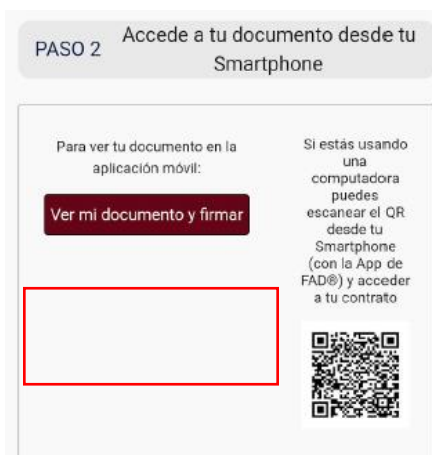 PASO 2
Accede a tu documento desde tu
Smartphone
Para ver tu documento en la
aplicación móvil:
Ver mi documento y firmar
Si estás usando
una
computadora
puedes
escanear el QR
desde tu
Smartphone
(con la App de
FAD®) y acceder
a tu contrato